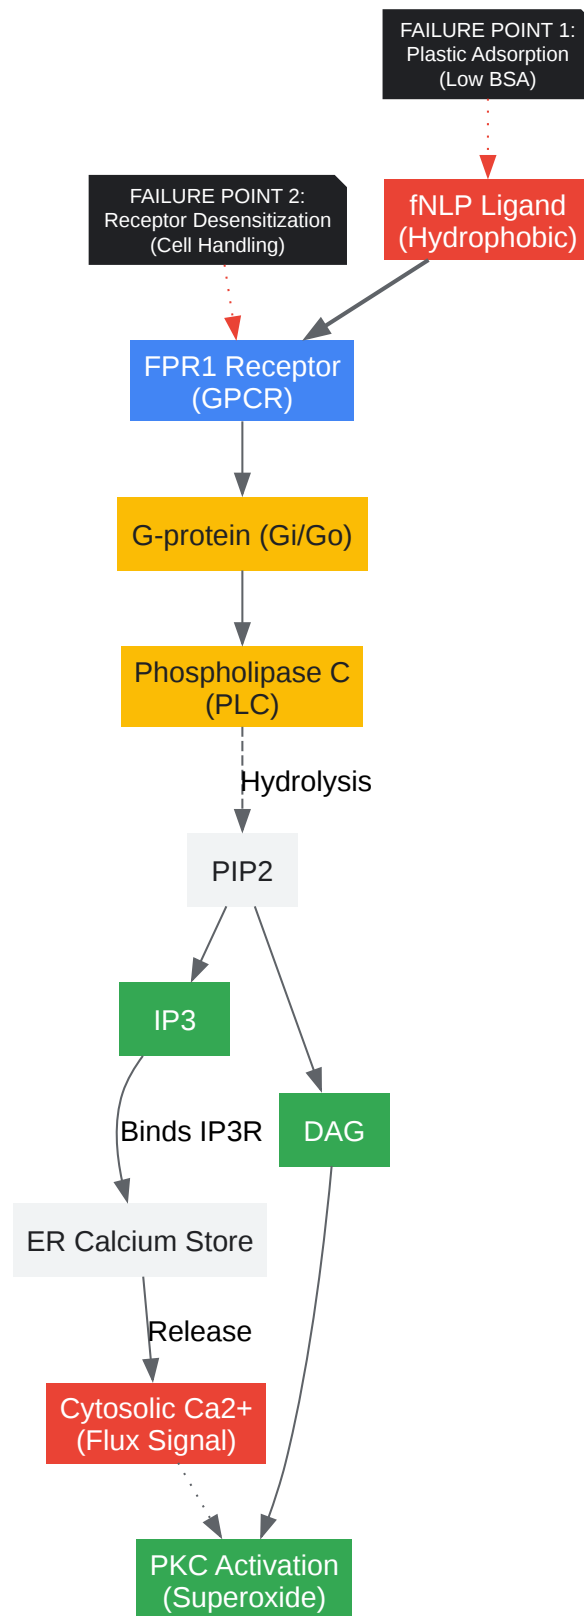 FAILURE POINT 1:
Plastic Adsorption
(Low BSA)
FAILURE POINT 2:
Receptor Desensitization
(Cell Handling)
fNLP Ligand
(Hydrophobic)
FPR1 Receptor
(GPCR)
G-protein (Gi/Go)
Phospholipase C
(PLC)
Hydrolysis
PIP2
IP3
Binds IP3R
DAG
ER Calcium Store
Release
Cytosolic Ca2+
(Flux Signal)
PKC Activation
(Superoxide)